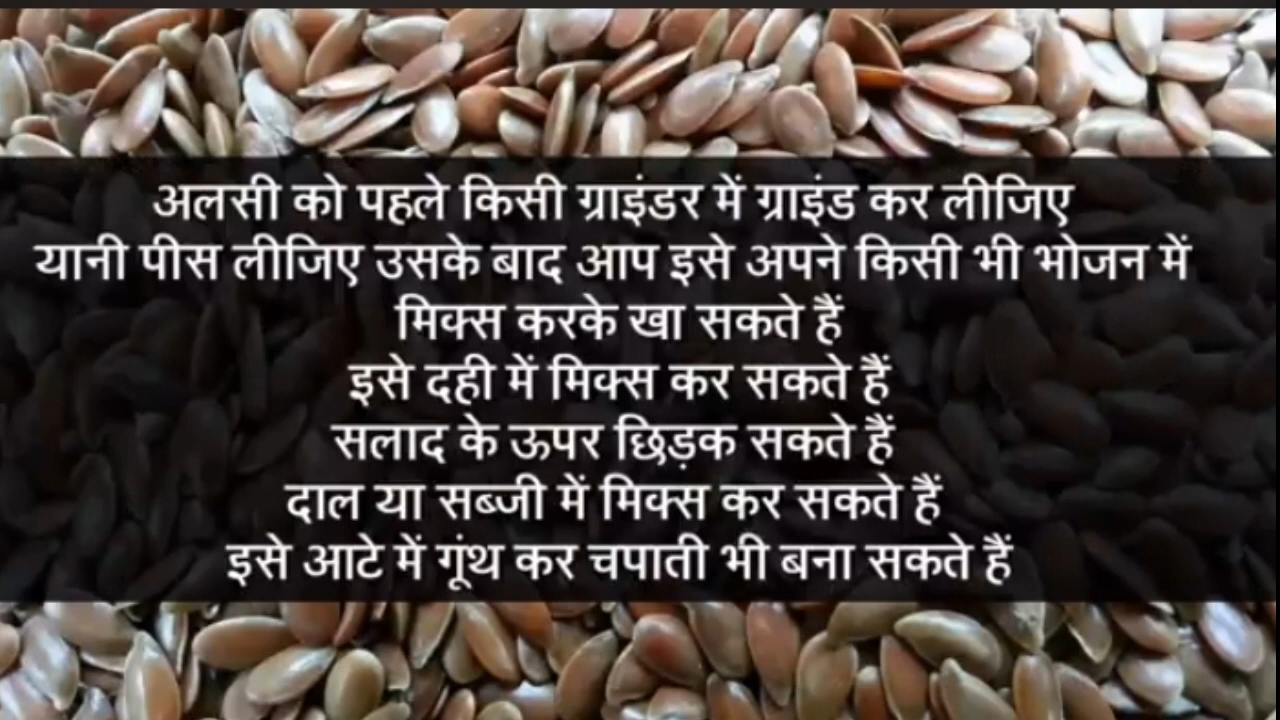 अलसी को पहले किसी ग्राइंडर में ग्राइंड कर लीजिए
यानी पीस लीजिए उसके बाद आप इसे अपने किसी भी भोजन में
मिक्स करके खा सकते हैं
इसे दही में मिक्स कर सकते हैं
सलाद के ऊपर छिड़क सकते हैं
दाल या सब्जी में मिक्स कर सकते हैं
इसे आटे में गूंथ कर चपाती भी बना सकते हैं